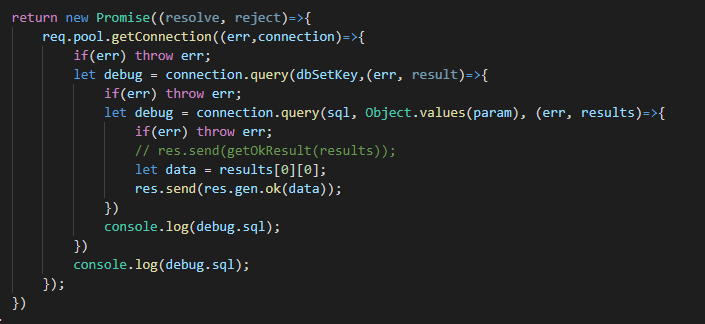 return new Promise((resolve, reject)=>{
    req.pool.getConnection((err,connection)=>{
        if(err) throw err;
        let debug = connection.query(dbSetKey,(err, result)=>{
            if(err) throw err;
            let debug = connection.query(sql, Object.values(param), (err, results)=>{
                if(err) throw err;
                // res.send(getOkResult(results));
                let data = results[0][0];
                res.send(res.gen.ok(data));
            })
            console.log(debug.sql);
        })
        console.log(debug.sql);
    });
})